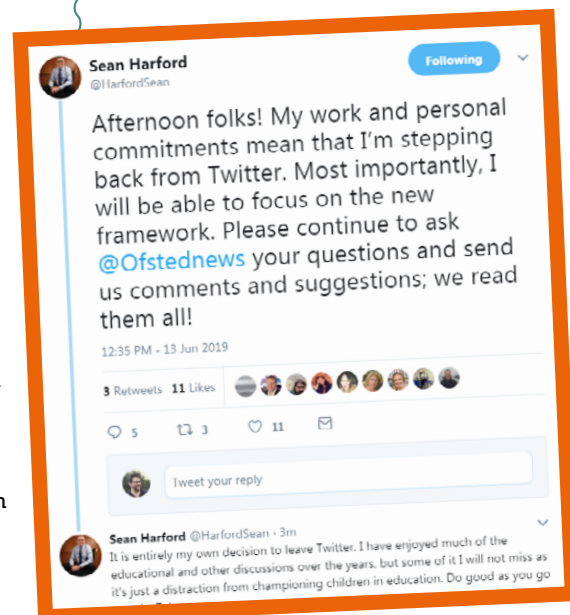 Sean Harford
@HarfordSean
Following
Afternoon folks! My work and personal
commitments mean that I'm stepping
back from Twitter. Most importantly, I
will be able to focus on the new
framework. Please continue to ask
@Ofstednews your questions and send
us comments and suggestions; we read
them all!
12:35 PM - 13 Jun 2019
3 Retweets 11 Likes
5 3 11
Tweet your reply
Sean Harford @HarfordSean · 3m
It is entirely my own decision to leave Twitter. I have enjoyed much of the
educational and other discussions over the years, but some of it I will not miss as
it's just a distraction from championing children in education. Do good as you go